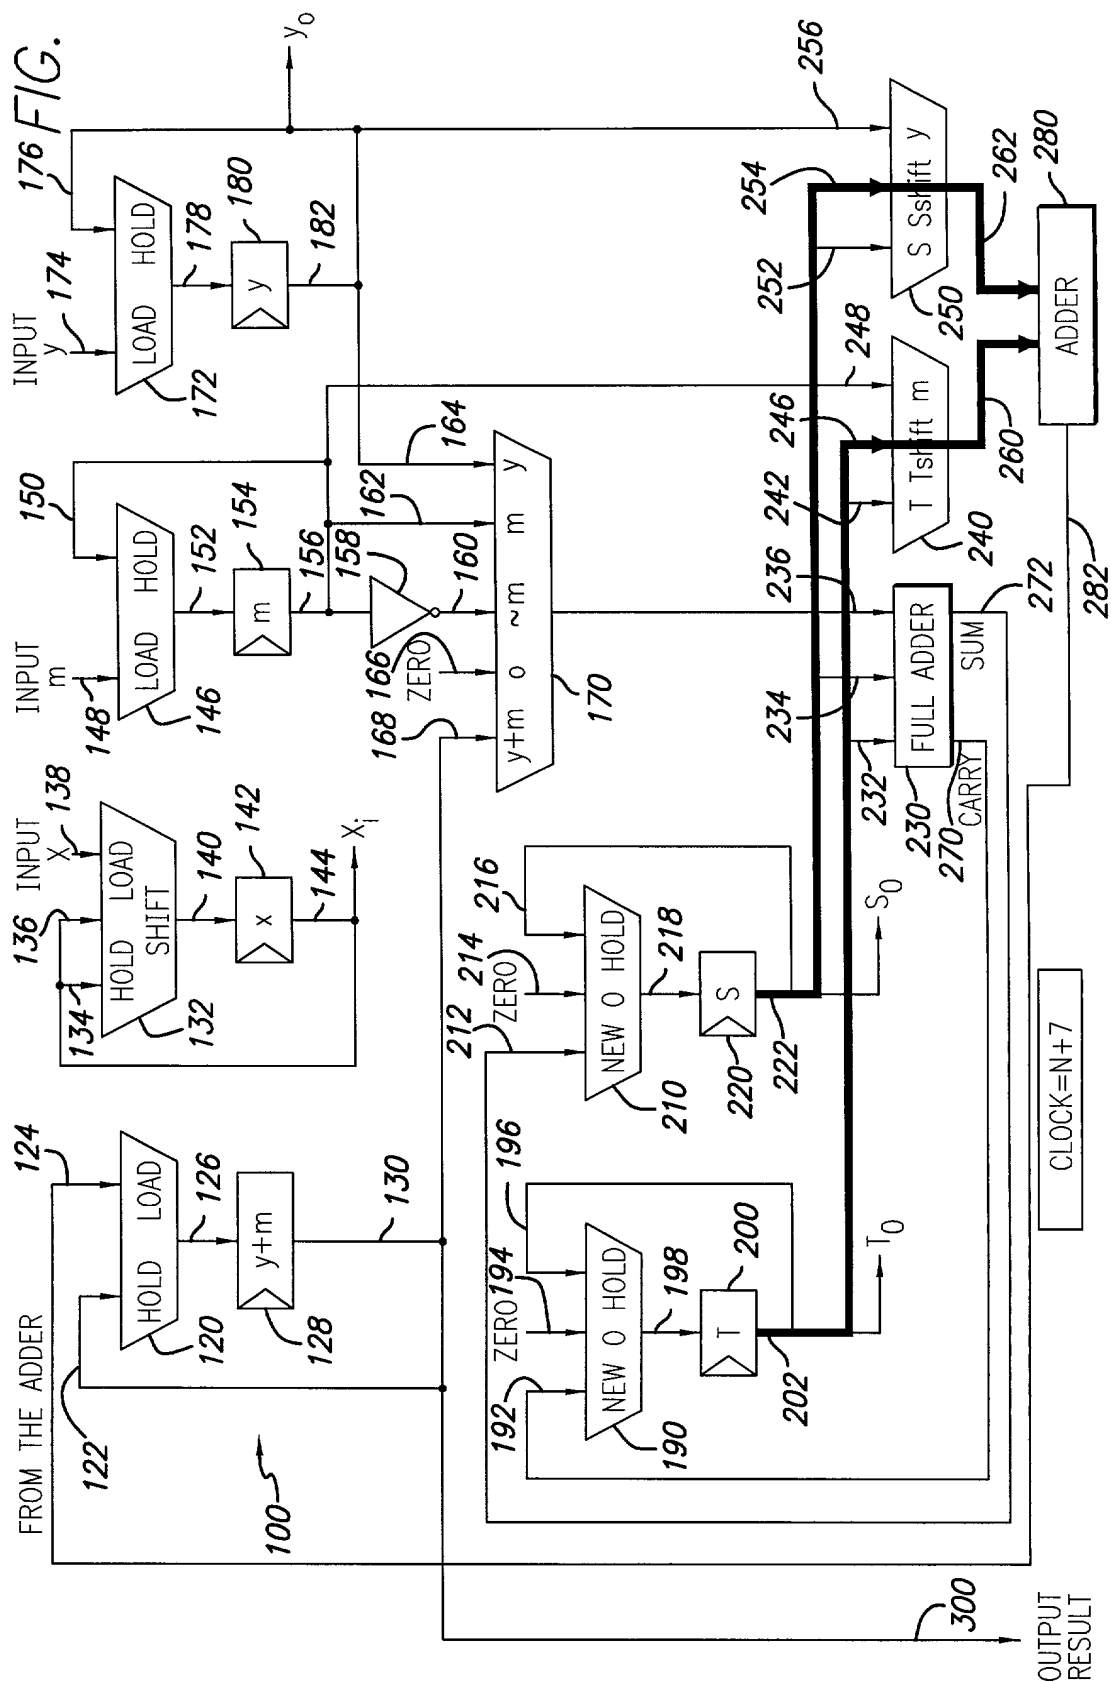 FIG.
FROM THE ADDER
124
122
HOLD LOAD
120
126
y+m
128
130
100
INPUT
x
138
136
134
HOLD LOAD
SHIFT
132
140
x
142
144
Xi
INPUT
m
148
150
LOAD HOLD
146
152
m
154
156
158
160
162
164
ZERO
166
168
y+m 0 ~m m y
170
INPUT
y
174
176
LOAD HOLD
172
178
y
180
182
yo
192
ZERO
194
196
NEW 0 HOLD
190
198
T
200
202
To
212
ZERO
214
216
NEW 0 HOLD
210
218
S
220
222
So
232
234
236
FULL ADDER
230
CARRY
270
SUM
272
242
246
248
T Tshift m
240
252
254
256
S Sshift y
250
260
262
ADDER
280
282
CLOCK=N+7
300
OUTPUT
RESULT